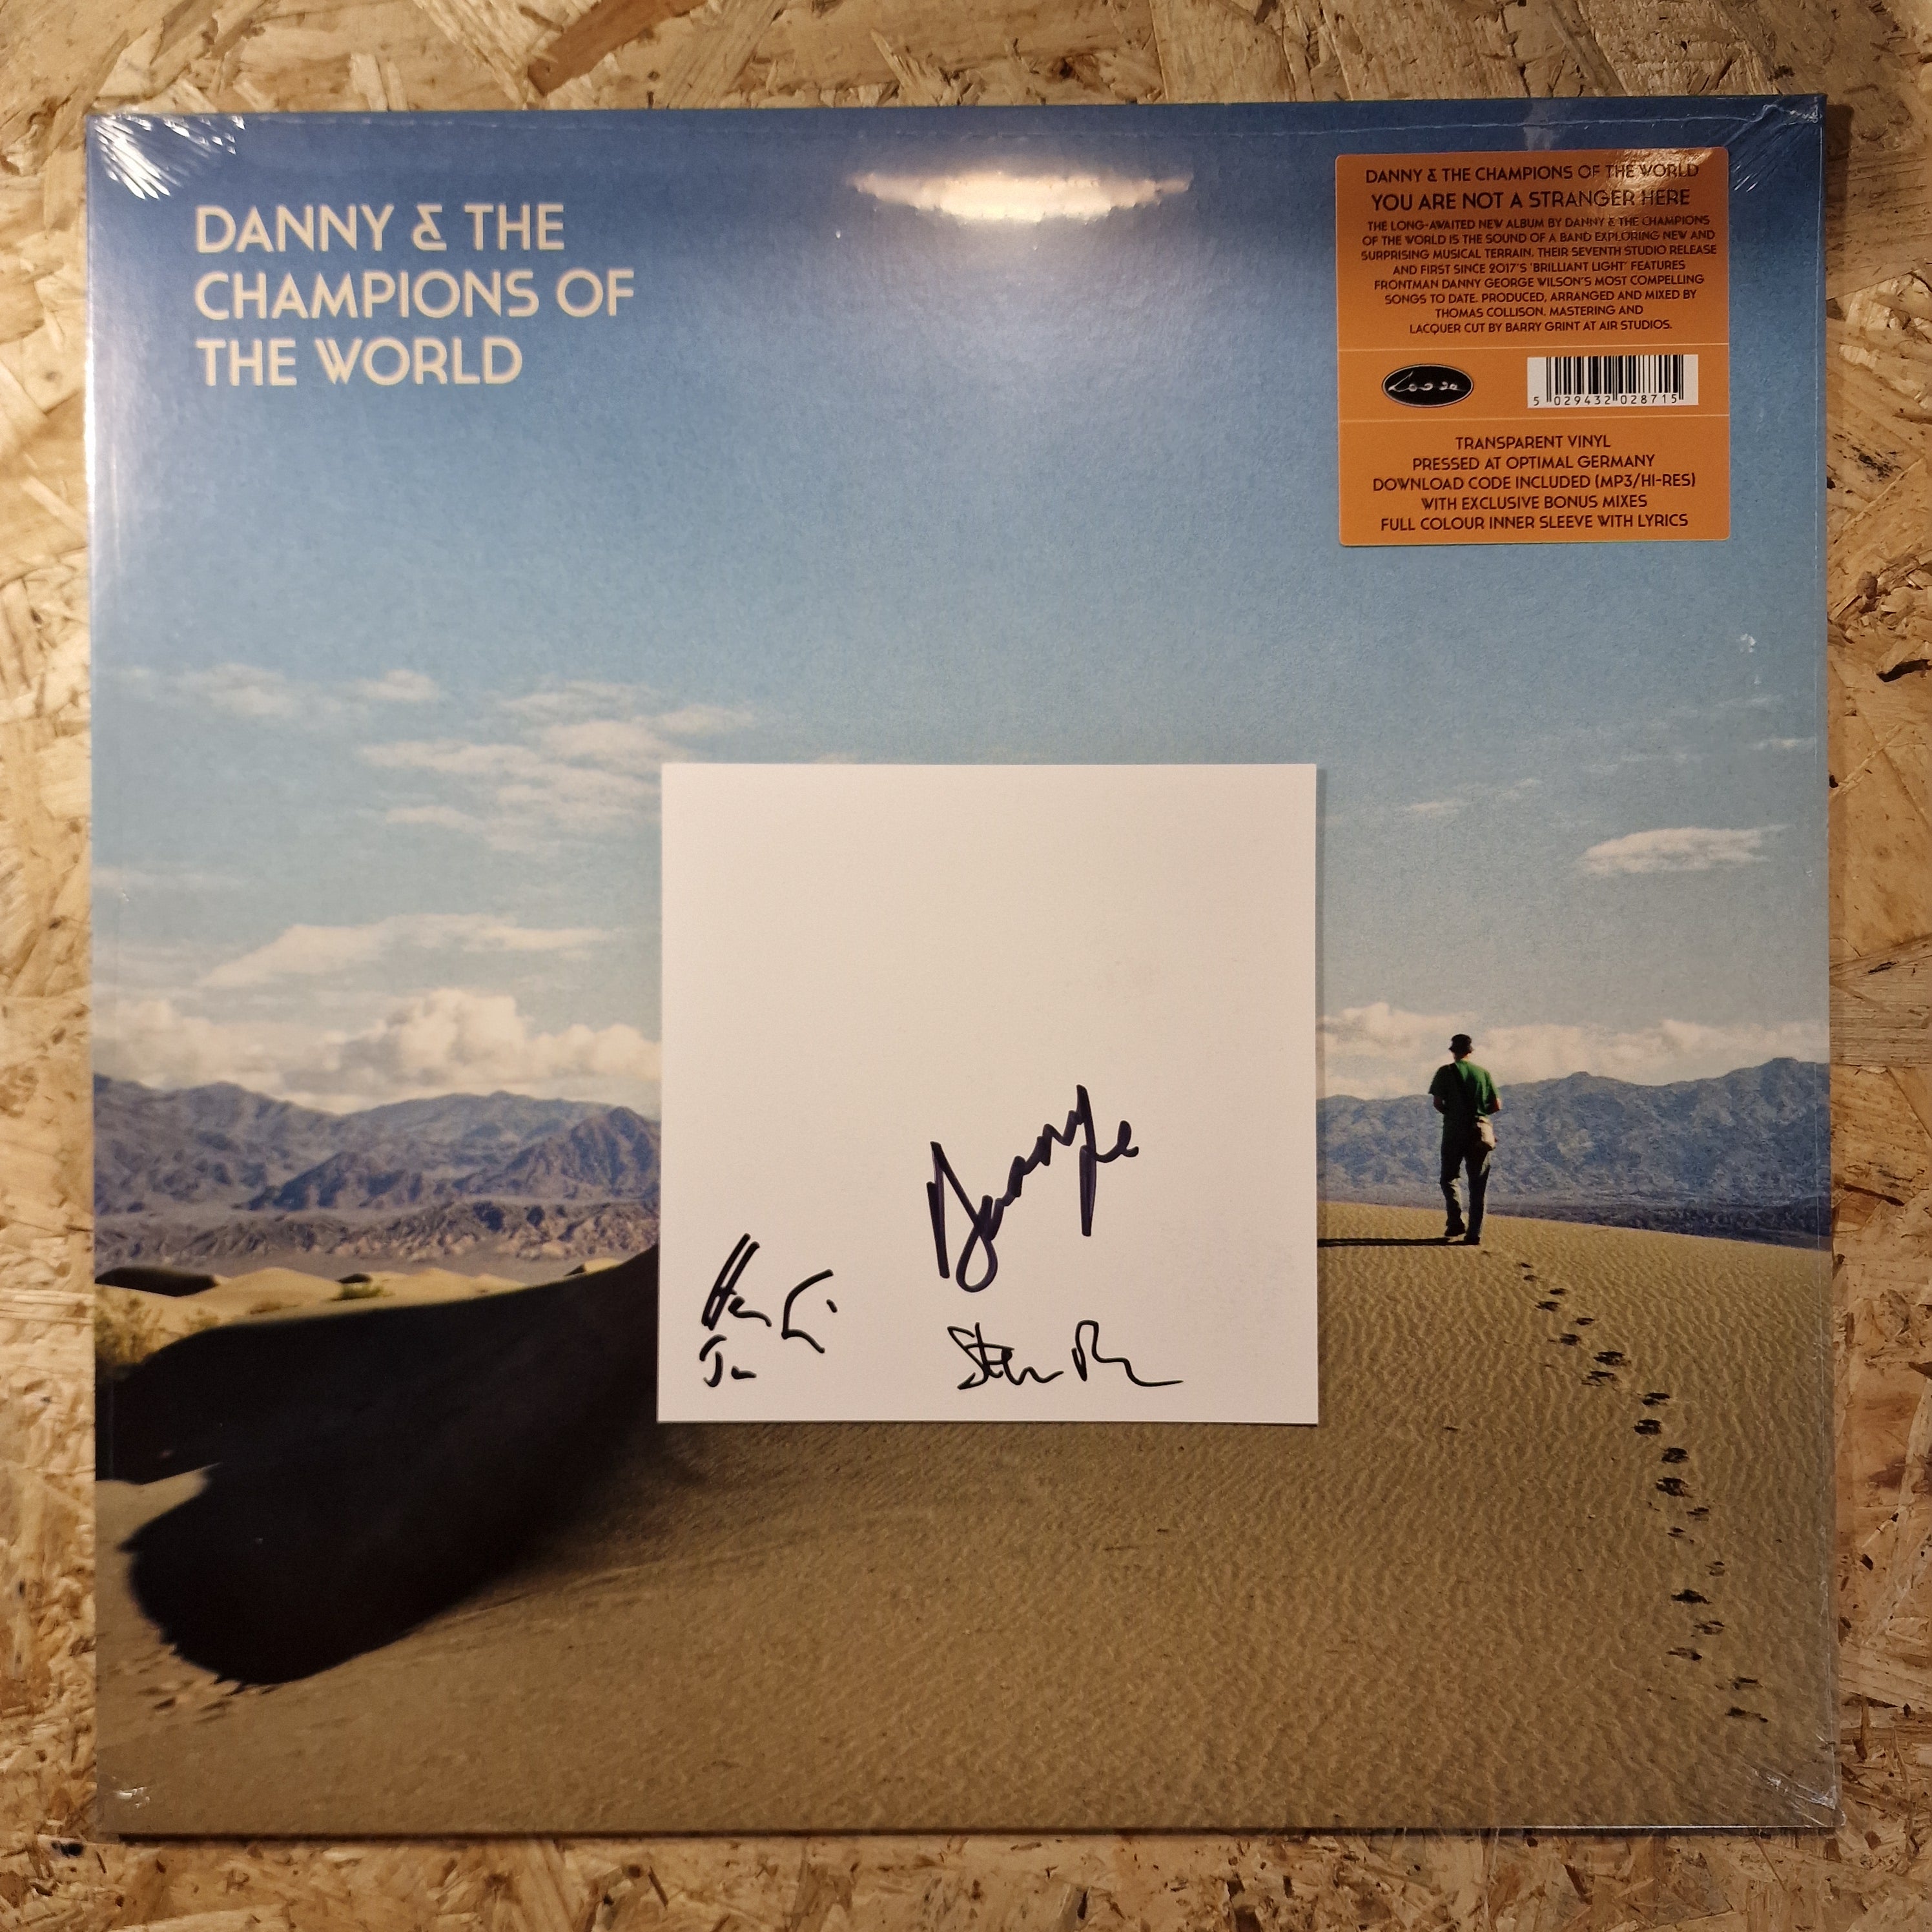 DANNY & THE
CHAMPIONS OF
THE WORLD
DANNY & THE CHAMPIONS OF THE WORLD
YOU ARE NOT A STRANGER HERE
THE LONG-AWAITED NEW ALBUM BY DANNY & THE CHAMPIONS
OF THE WORLD IS THE SOUND OF A BAND EXPLORING NEW AND
SURPRISING MUSICAL TERRAIN. THEIR SEVENTH STUDIO RELEASE
AND FIRST SINCE 2017'S 'BRILLIANT LIGHT' FEATURES
FRONTMAN DANNY GEORGE WILSON'S MOST COMPELLING
SONGS TO DATE. PRODUCED, ARRANGED AND MIXED BY
THOMAS COLLISON. MASTERING AND
LACQUER CUT BY BARRY GRINT AT AIR STUDIOS.
Loose
5 029432 028715
TRANSPARENT VINYL
PRESSED AT OPTIMAL GERMANY
DOWNLOAD CODE INCLUDED (MP3/HI-RES)
WITH EXCLUSIVE BONUS MIXES
FULL COLOUR INNER SLEEVE WITH LYRICS
Danny